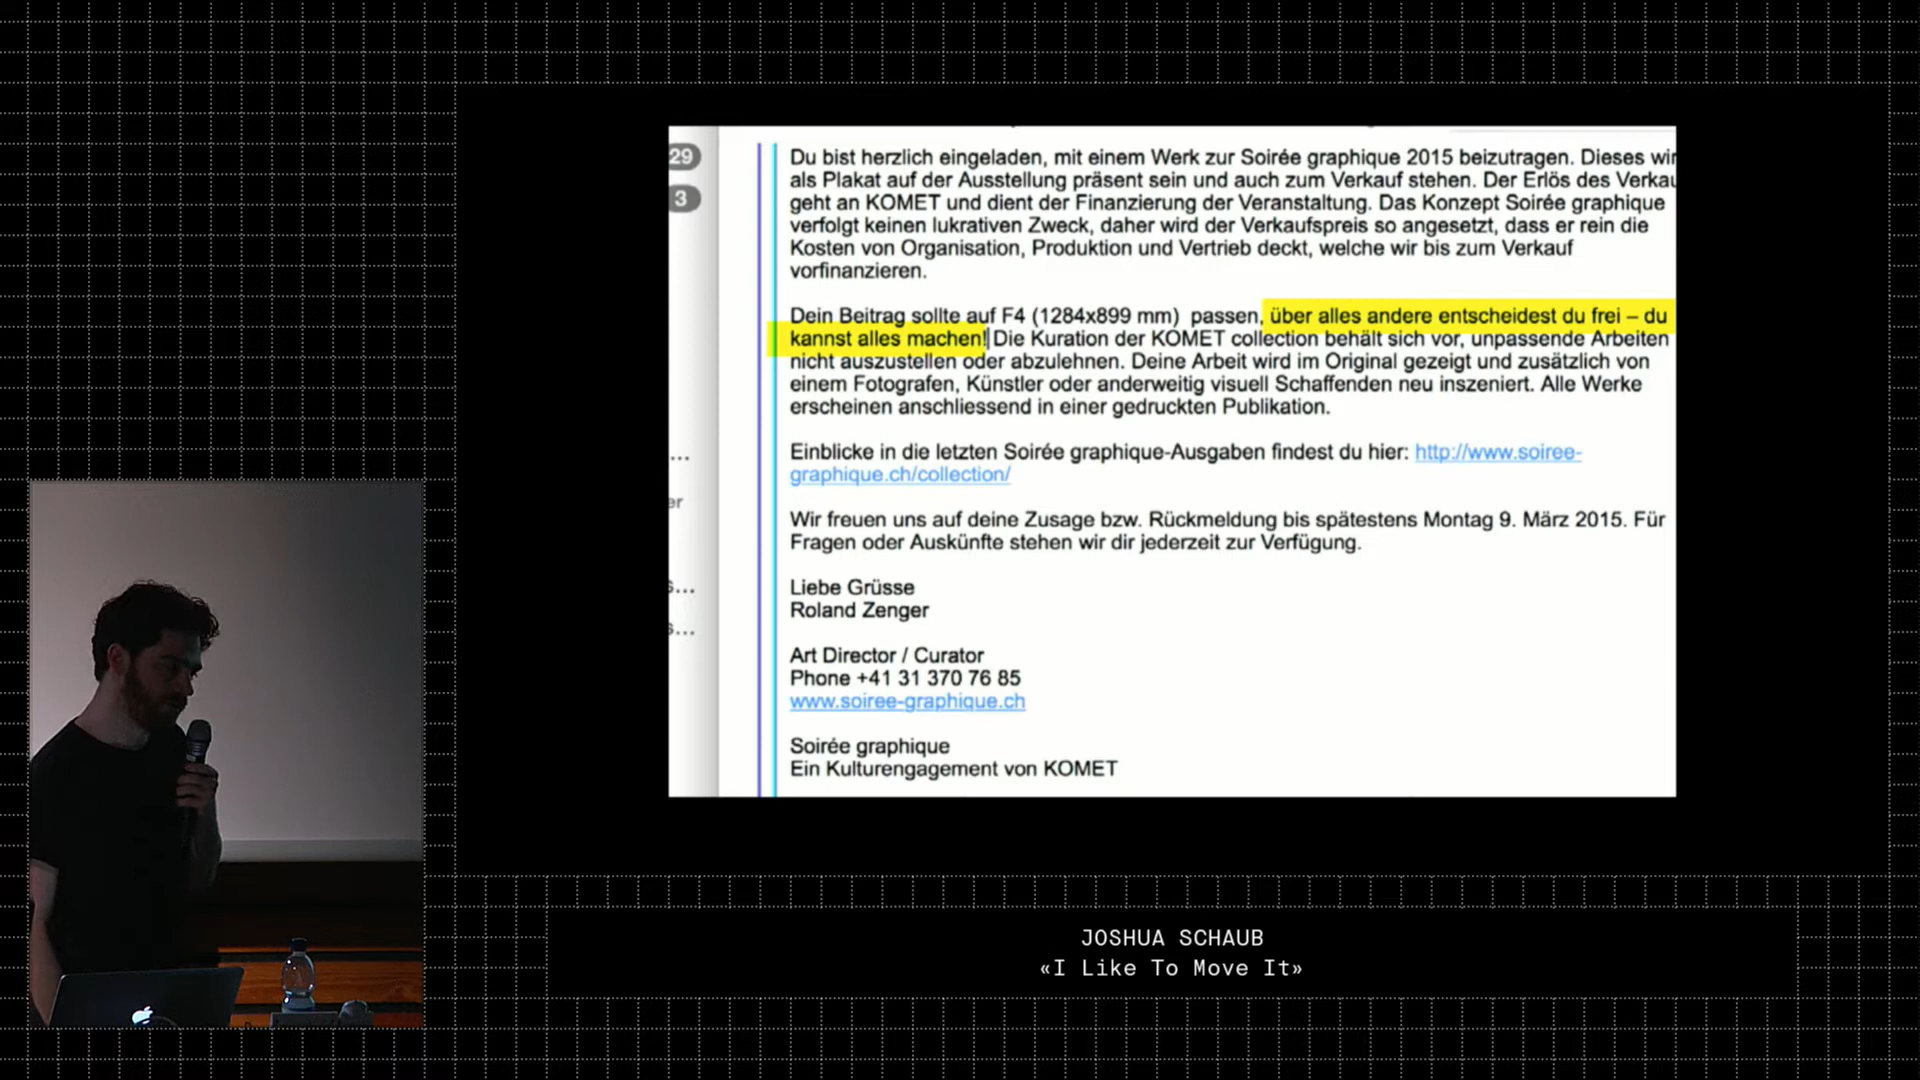 29
3
Du bist herzlich eingeladen, mit einem Werk zur Soirée graphique 2015 beizutragen. Dieses wir
als Plakat auf der Ausstellung präsent sein und auch zum Verkauf stehen. Der Erlös des Verkau
geht an KOMET und dient der Finanzierung der Veranstaltung. Das Konzept Soirée graphique
verfolgt keinen lukrativen Zweck, daher wird der Verkaufspreis so angesetzt, dass er rein die
Kosten von Organisation, Produktion und Vertrieb deckt, welche wir bis zum Verkauf
vorfinanzieren.
Dein Beitrag sollte auf F4 (1284x899 mm) passen, über alles andere entscheidest du frei – du
kannst alles machen! Die Kuration der KOMET collection behält sich vor, unpassende Arbeiten
nicht auszustellen oder abzulehnen. Deine Arbeit wird im Original gezeigt und zusätzlich von
einem Fotografen, Künstler oder anderweitig visuell Schaffenden neu inszeniert. Alle Werke
erscheinen anschliessend in einer gedruckten Publikation.
Einblicke in die letzten Soirée graphique-Ausgaben findest du hier: http://www.soiree-
graphique.ch/collection/
Wir freuen uns auf deine Zusage bzw. Rückmeldung bis spätestens Montag 9. März 2015. Für
Fragen oder Auskünfte stehen wir dir jederzeit zur Verfügung.
Liebe Grüsse
Roland Zenger
Art Director / Curator
Phone +41 31 370 76 85
www.soiree-graphique.ch
Soirée graphique
Ein Kulturengagement von KOMET
...
er
s...
s...
JOSHUA SCHAUB
«I Like To Move It»